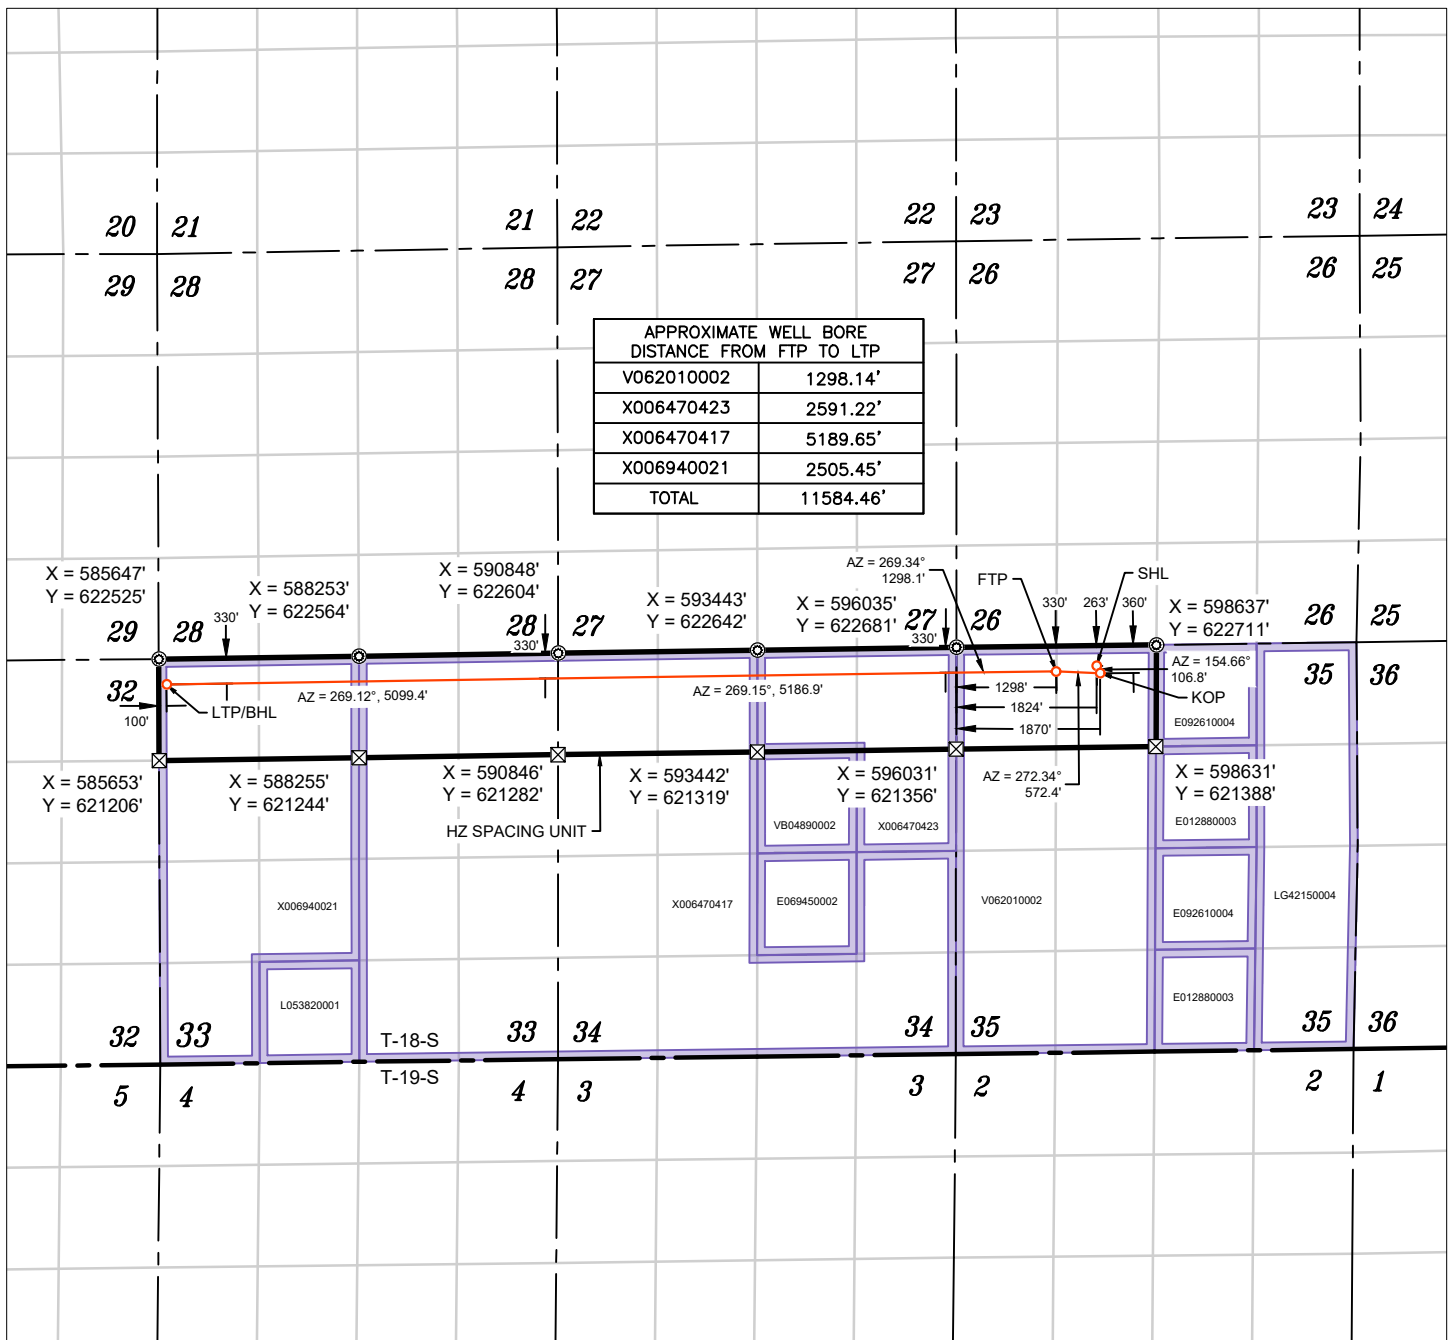 20 21
21 22
22 23
23 24
29 28
28 27
27 26
26 25
APPROXIMATE WELL BORE
DISTANCE FROM FTP TO LTP
V062010002 1298.14'
X006470423 2591.22'
X006470417 5189.65'
X006940021 2505.45'
TOTAL 11584.46'
X = 585647'
Y = 622525'
X = 588253'
Y = 622564'
X = 590848'
Y = 622604'
X = 593443'
Y = 622642'
X = 596035'
Y = 622681'
AZ = 269.34°
1298.1'
FTP
SHL
330'
263'
360'
X = 598637'
Y = 622711'
29 28
330'
28 27
330'
27 26
330'
26 25
32
100'
LTP/BHL
AZ = 269.12°, 5099.4'
AZ = 269.15°, 5186.9'
1298'
1824'
1870'
AZ = 154.66°
106.8'
KOP
35 36
E092610004
X = 585653'
Y = 621206'
X = 588255'
Y = 621244'
X = 590846'
Y = 621282'
X = 593442'
Y = 621319'
X = 596031'
Y = 621356'
AZ = 272.34°
572.4'
X = 598631'
Y = 621388'
HZ SPACING UNIT
VB04890002
X006470423
E012880003
X006940021
X006470417
E069450002
V062010002
E092610004
LG42150004
L053820001
E012880003
32 33
T-18-S
33 34
34 35
35 36
T-19-S
5 4
4 3
3 2
2 1